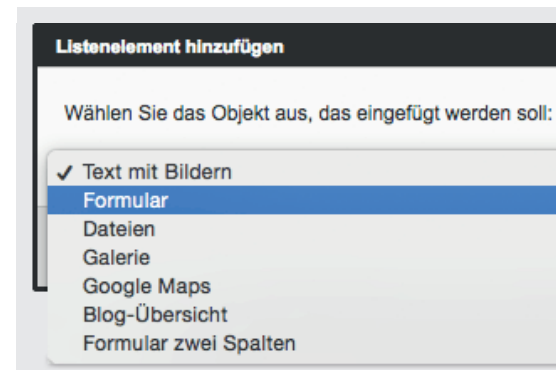 Listenelement hinzufügen
Wählen Sie das Objekt aus, das eingefügt werden soll:
✓ Text mit Bildern
Formular
Dateien
Galerie
Google Maps
Blog-Übersicht
Formular zwei Spalten